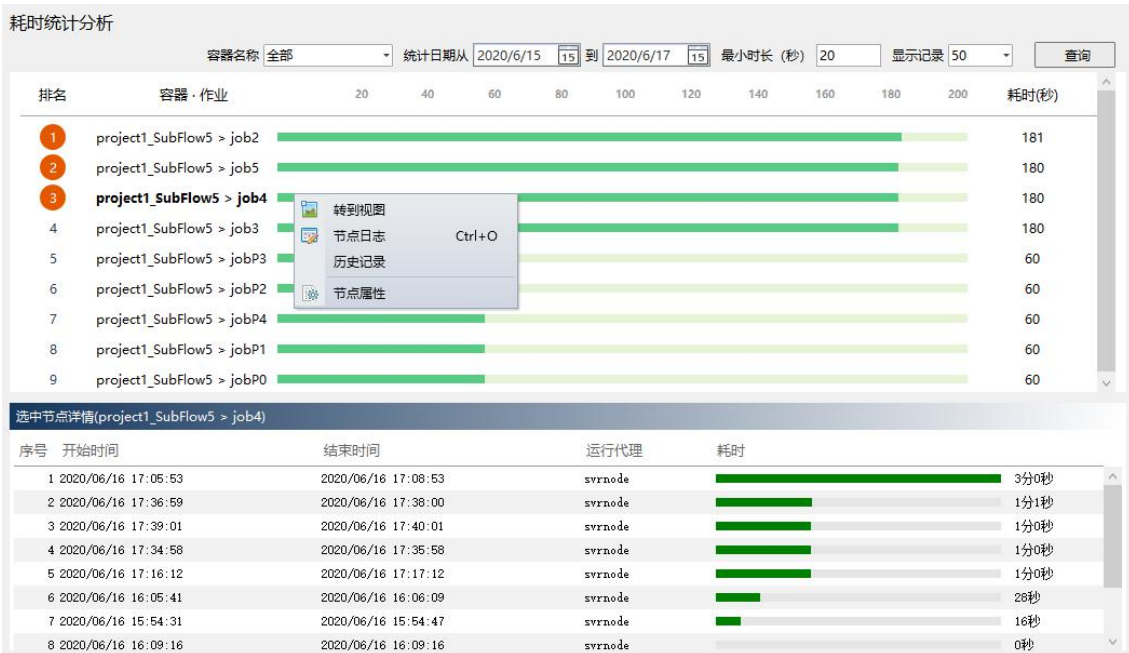 耗时统计分析
容器名称 全部 统计日期从 2020/6/15 15 到 2020/6/17 15 最小时长 (秒) 20 显示记录 50 查询
排名 容器 · 作业 20 40 60 80 100 120 140 160 180 200 耗时(秒)
1 project1_SubFlow5 > job2 181
2 project1_SubFlow5 > job5 180
3 project1_SubFlow5 > job4 180
转到视图
4 project1_SubFlow5 > job3 180
节点日志 Ctrl+O
5 project1_SubFlow5 > jobP3 60
历史记录
6 project1_SubFlow5 > jobP2 60
节点属性
7 project1_SubFlow5 > jobP4 60
8 project1_SubFlow5 > jobP1 60
9 project1_SubFlow5 > jobP0 60
选中节点详情(project1_SubFlow5 > job4)
序号 开始时间 结束时间 运行代理 耗时
1 2020/06/16 17:05:53 2020/06/16 17:08:53 svrnode 3分0秒
2 2020/06/16 17:36:59 2020/06/16 17:38:00 svrnode 1分1秒
3 2020/06/16 17:39:01 2020/06/16 17:40:01 svrnode 1分0秒
4 2020/06/16 17:34:58 2020/06/16 17:35:58 svrnode 1分0秒
5 2020/06/16 17:16:12 2020/06/16 17:17:12 svrnode 1分0秒
6 2020/06/16 16:05:41 2020/06/16 16:06:09 svrnode 28秒
7 2020/06/16 15:54:31 2020/06/16 15:54:47 svrnode 16秒
8 2020/06/16 16:09:16 2020/06/16 16:09:16 svrnode 0秒